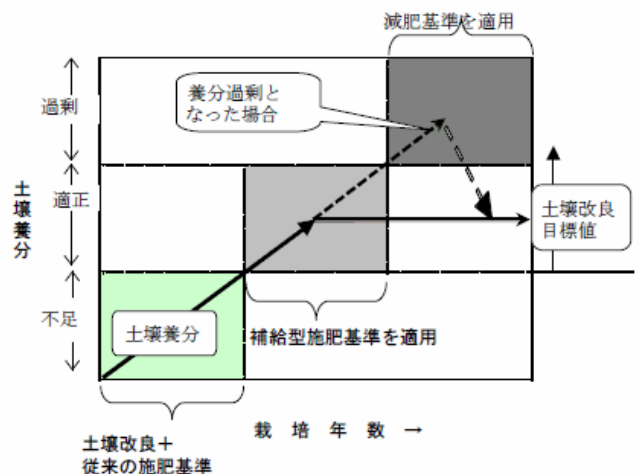 減肥基準を適用
過剰
養分過剰と
なった場合
土壌養分
適正
土壌改良
目標値
不足
土壌養分
補給型施肥基準を適用
栽 培 年 数 →
土壌改良＋
従来の施肥基準